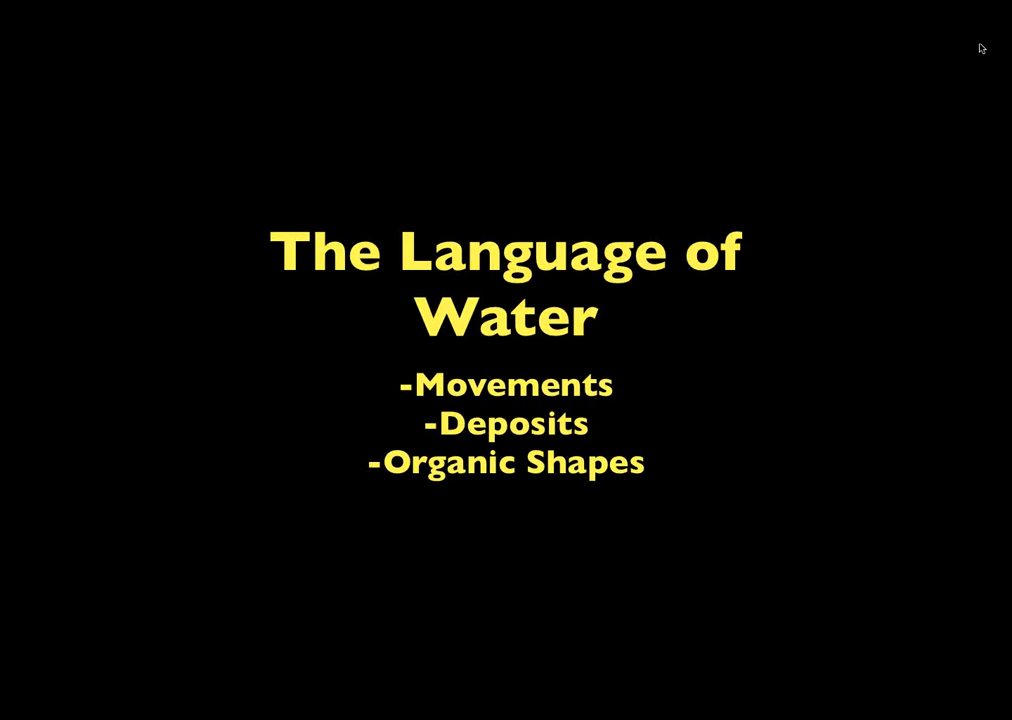 The Language of
Water
-Movements
-Deposits
-Organic Shapes